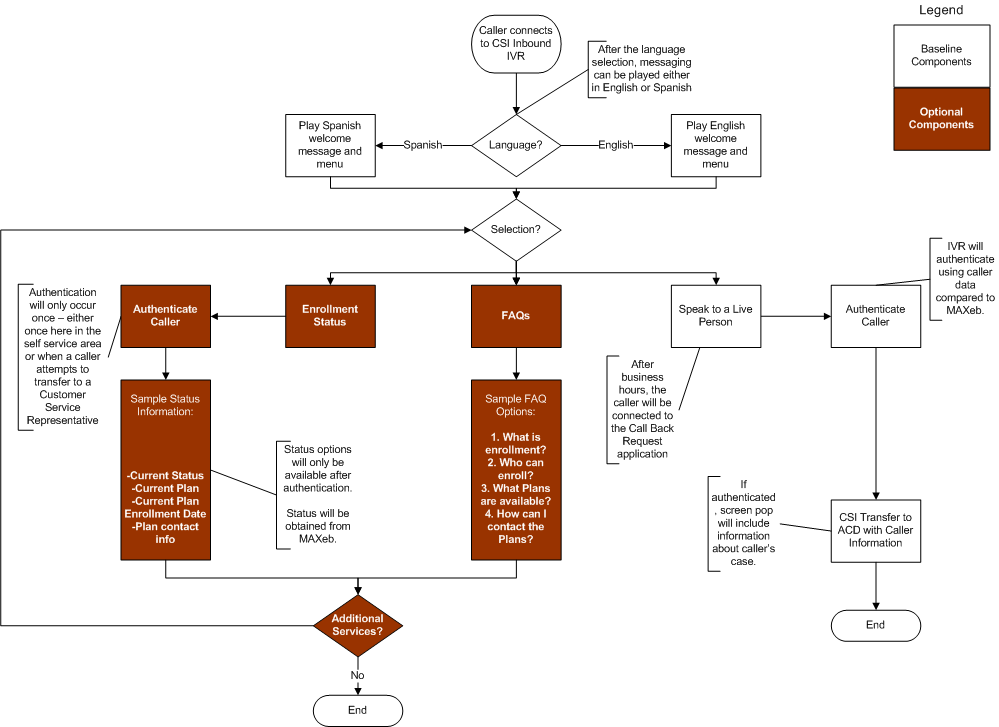 Legend
Baseline
Components
Optional
Components
Caller connects
to CSI Inbound
IVR
After the language
selection, messaging
can be played either
in English or Spanish
Play Spanish
welcome
message and
menu
Spanish
Language?
English
Play English
welcome
message and
menu
Selection?
IVR will
authenticate
using caller
data
compared to
MAXeb.
Authentication
will only occur
once – either
once here in the
self service area
or when a caller
attempts to
transfer to a
Customer
Service
Representative
Authenticate
Caller
Enrollment
Status
FAQs
Speak to a Live
Person
Authenticate
Caller
After
business
hours, the
caller will be
connected to
the Call Back
Request
application
Sample Status
Information:
-Current Status
-Current Plan
-Current Plan
Enrollment Date
-Plan contact
info
Status options
will only be
available after
authentication.
Status will be
obtained from
MAXeb.
Sample FAQ
Options:
1. What is
enrollment?
2. Who can
enroll?
3. What Plans
are available?
4. How can I
contact the
Plans?
If
authenticated
, screen pop
will include
information
about caller's
case.
CSI Transfer to
ACD with Caller
Information
End
Additional
Services?
No
End